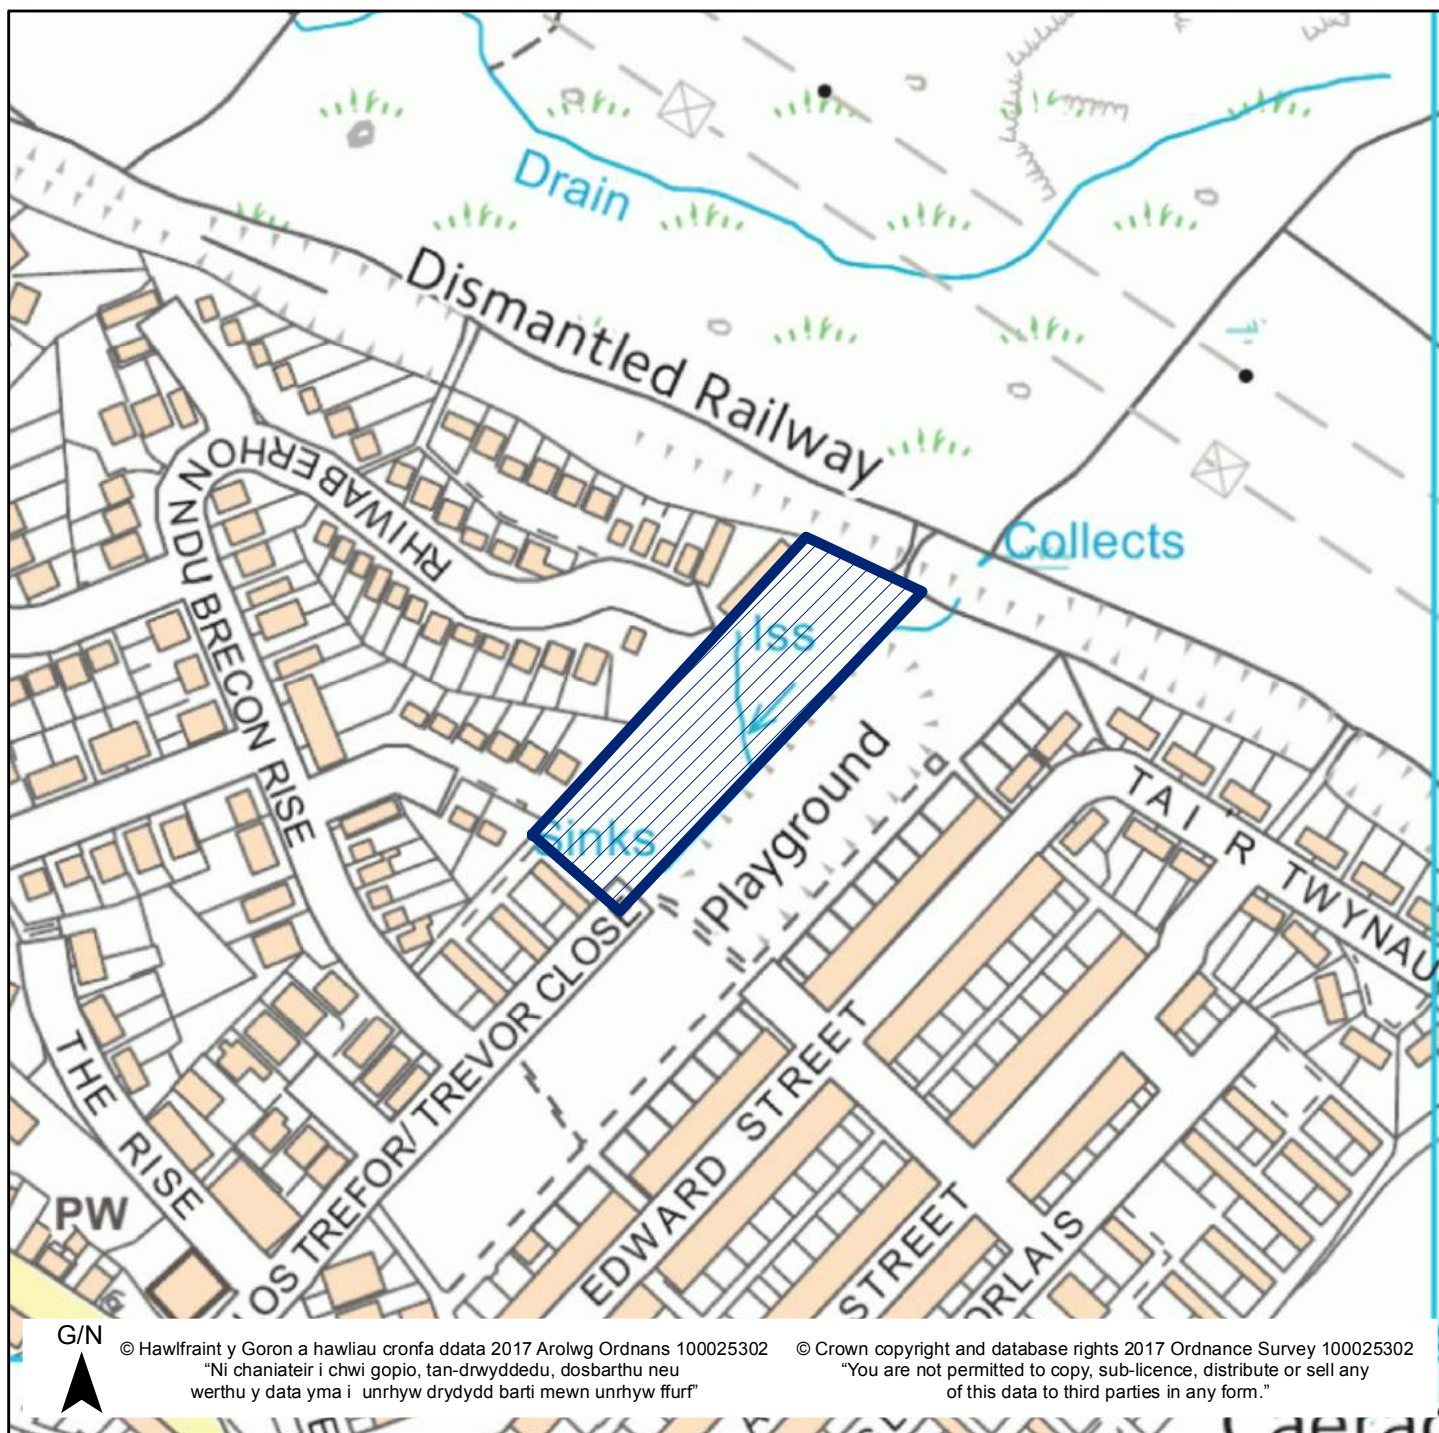 Drain
Dismantled Railway
Collects
RHIWABERHO
NNDU BRECON RISE
Iss
Sinks
Playground
TAI'R TWYNAU
CLOS TREFOR/ TREVOR CLOSE
THE RISE
PW
EDWARD STREET
STREET
ORLAIS
G/N
© Hawlfraint y Goron a hawliau cronfa ddata 2017 Arolwg Ordnans 100025302
“Ni chaniateir i chwi gopio, tan-drwyddedu, dosbarthu neu
werthu y data yma i unrhyw drydydd barti mewn unrhyw ffurf”
© Crown copyright and database rights 2017 Ordnance Survey 100025302
“You are not permitted to copy, sub-licence, distribute or sell any
of this data to third parties in any form.”